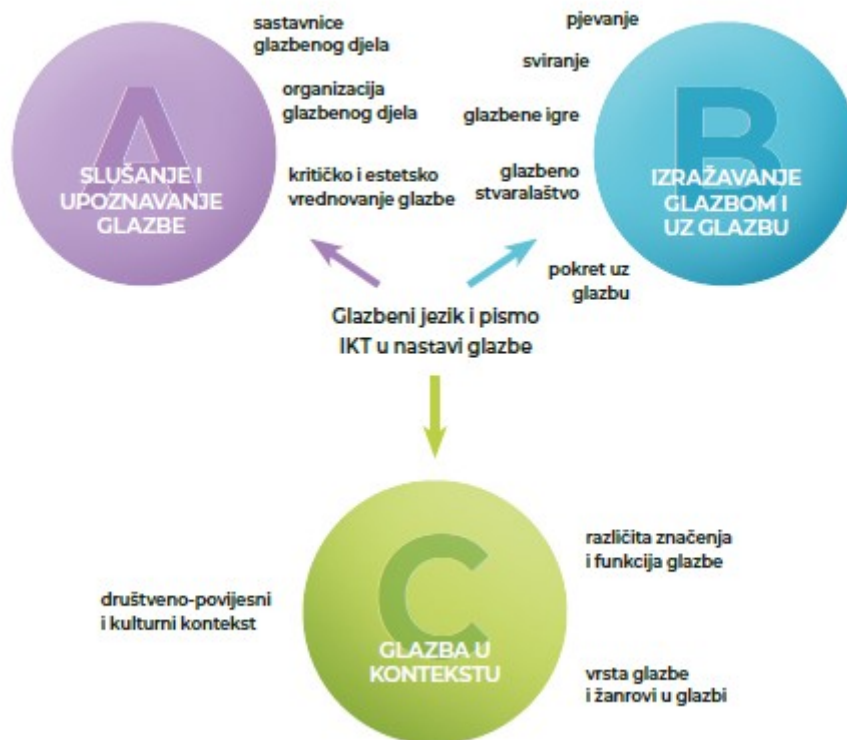 sastavnice
glazbenog djela
organizacija
glazbenog djela
kritičko i estetsko
vrednovanje glazbe
A
SLUŠANJE I
UPOZNAVANJE
GLAZBE
pjevanje
sviranje
glazbene igre
glazbeno
stvaralaštvo
pokret uz
glazbu
B
IZRAŽAVANJE
GLAZBOM I
UZ GLAZBU
Glazbeni jezik i pismo
IKT u nastavi glazbe
društveno-povijesni
i kulturni kontekst
C
GLAZBA U
KONTEKSTU
različita značenja
i funkcija glazbe
vrsta glazbe
i žanrovi u glazbi